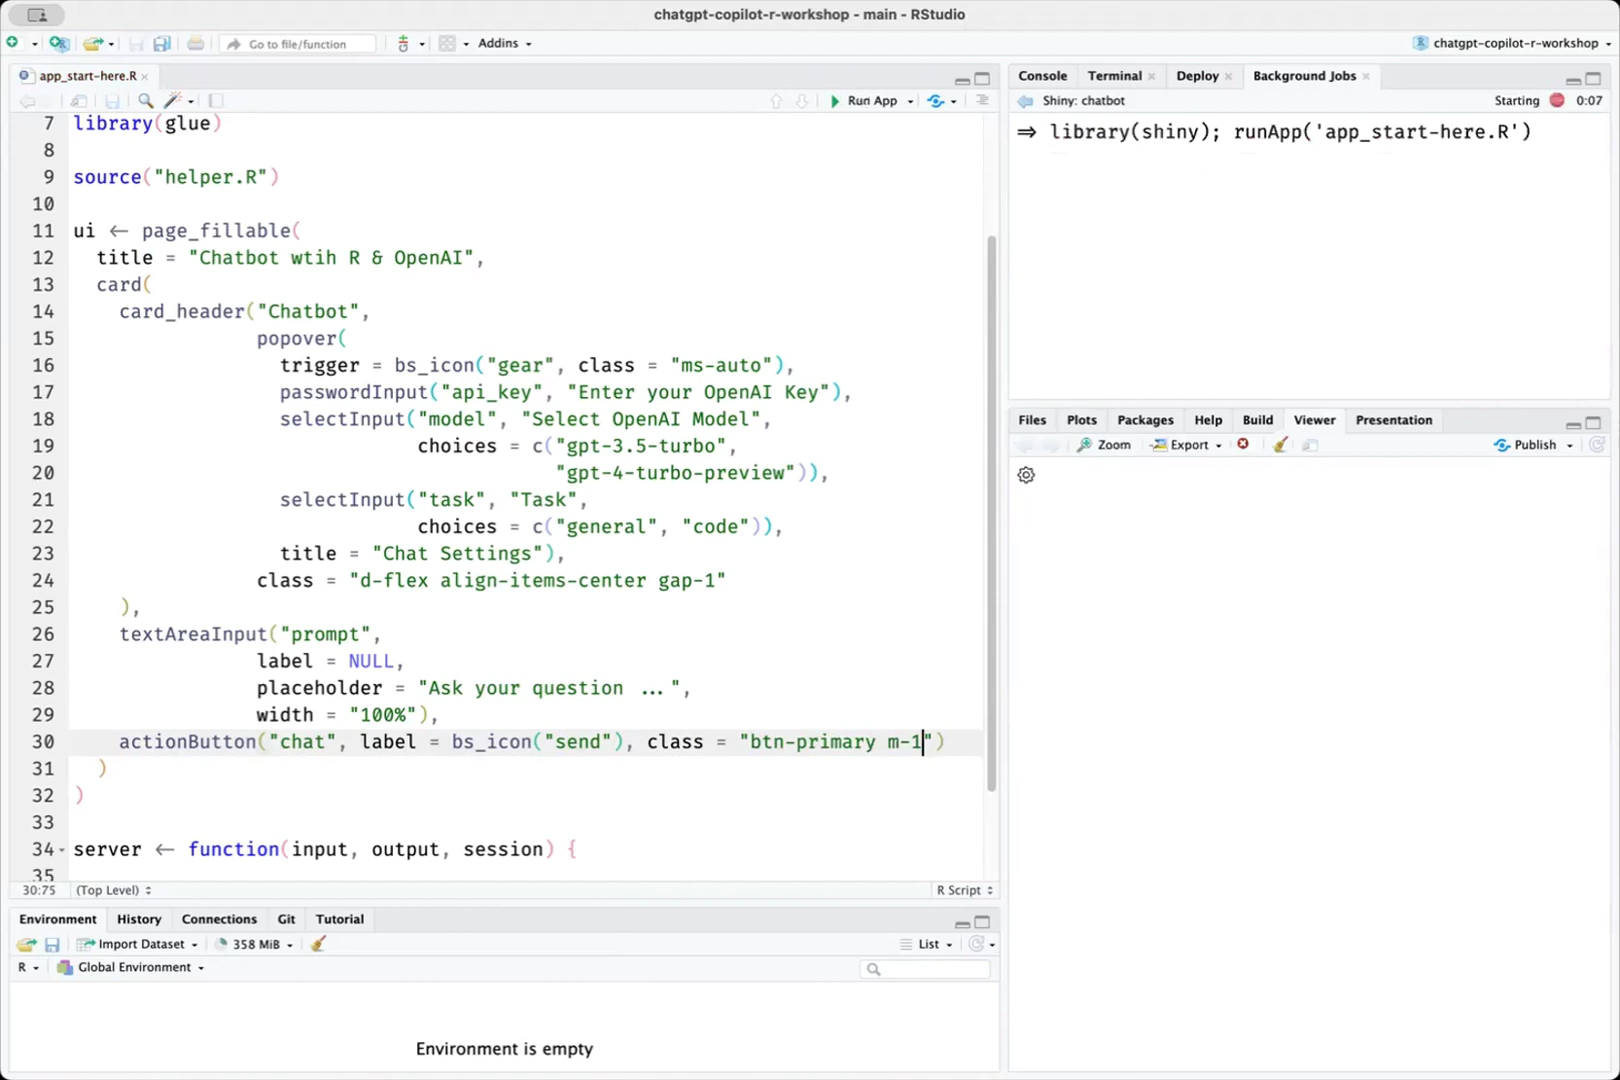 chatgpt-copilot-r-workshop - main - RStudio
Go to file/function
Addins
chatgpt-copilot-r-workshop
app_start-here.R
Run App
7 library(glue)
8
9 source("helper.R")
10
11 ui ← page_fillable(
12 title = "Chatbot wtih R & OpenAI",
13 card(
14 card_header("Chatbot",
15 popover(
16 trigger = bs_icon("gear", class = "ms-auto"),
17 passwordInput("api_key", "Enter your OpenAI Key"),
18 selectInput("model", "Select OpenAI Model",
19 choices = c("gpt-3.5-turbo",
20 "gpt-4-turbo-preview")),
21 selectInput("task", "Task",
22 choices = c("general", "code")),
23 title = "Chat Settings"),
24 class = "d-flex align-items-center gap-1"
25 ),
26 textAreaInput("prompt",
27 label = NULL,
28 placeholder = "Ask your question ...",
29 width = "100%"),
30 actionButton("chat", label = bs_icon("send"), class = "btn-primary m-1")
31 )
32 )
33
34 server ← function(input, output, session) {
35
30:75 (Top Level) R Script
Environment History Connections Git Tutorial
Import Dataset 358 MiB List
R Global Environment
Environment is empty
Console Terminal Deploy Background Jobs
Shiny: chatbot Starting 0:07
⇒ library(shiny); runApp('app_start-here.R')
Files Plots Packages Help Build Viewer Presentation
Zoom Export Publish